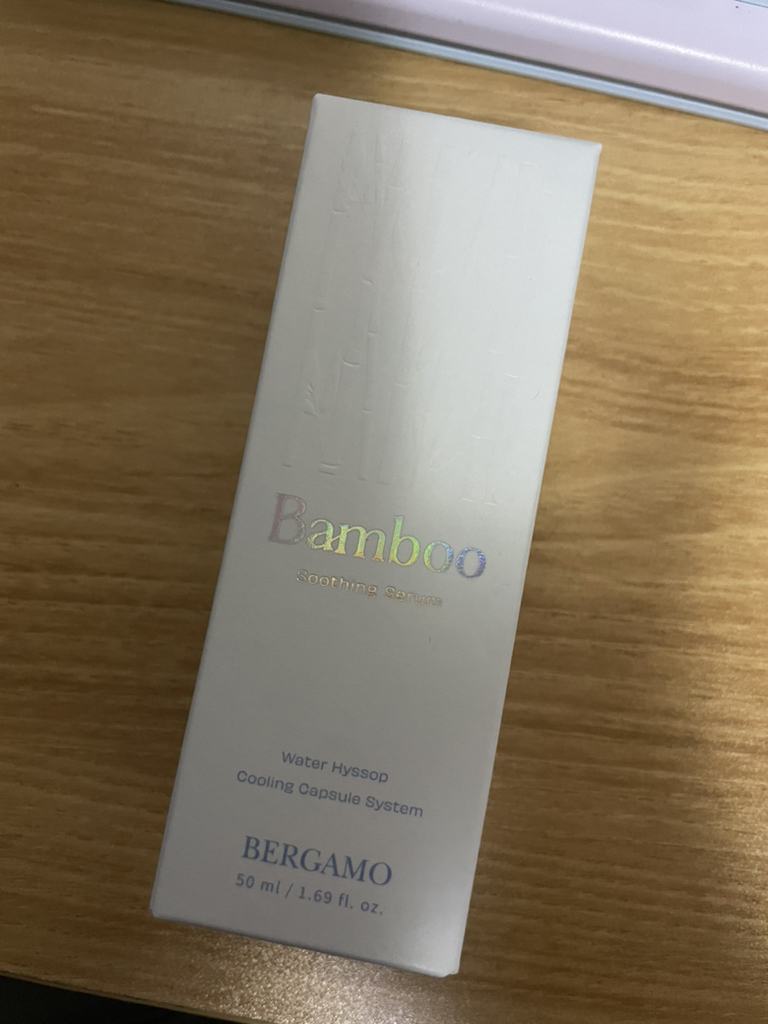 Bamboo
Soothing Serum
Water Hyssop
Cooling Capsule System
BERGAMO
50 ml / 1.69 fl. oz.